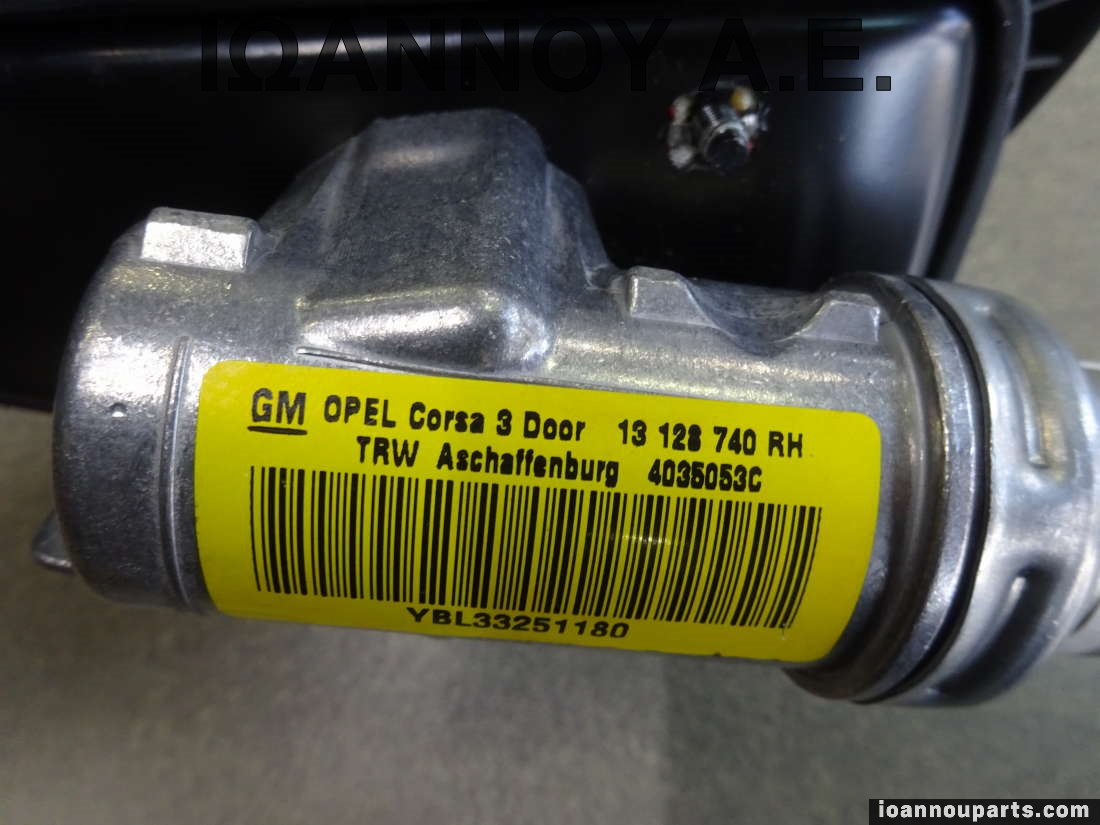 ΙΩΑΝΝΟΥ Α.Ε.
GM OPEL Corsa 3 Door 13 128 740 RH
TRW Aschaffenburg 4035053C
YBL33251180
ioannouparts.com